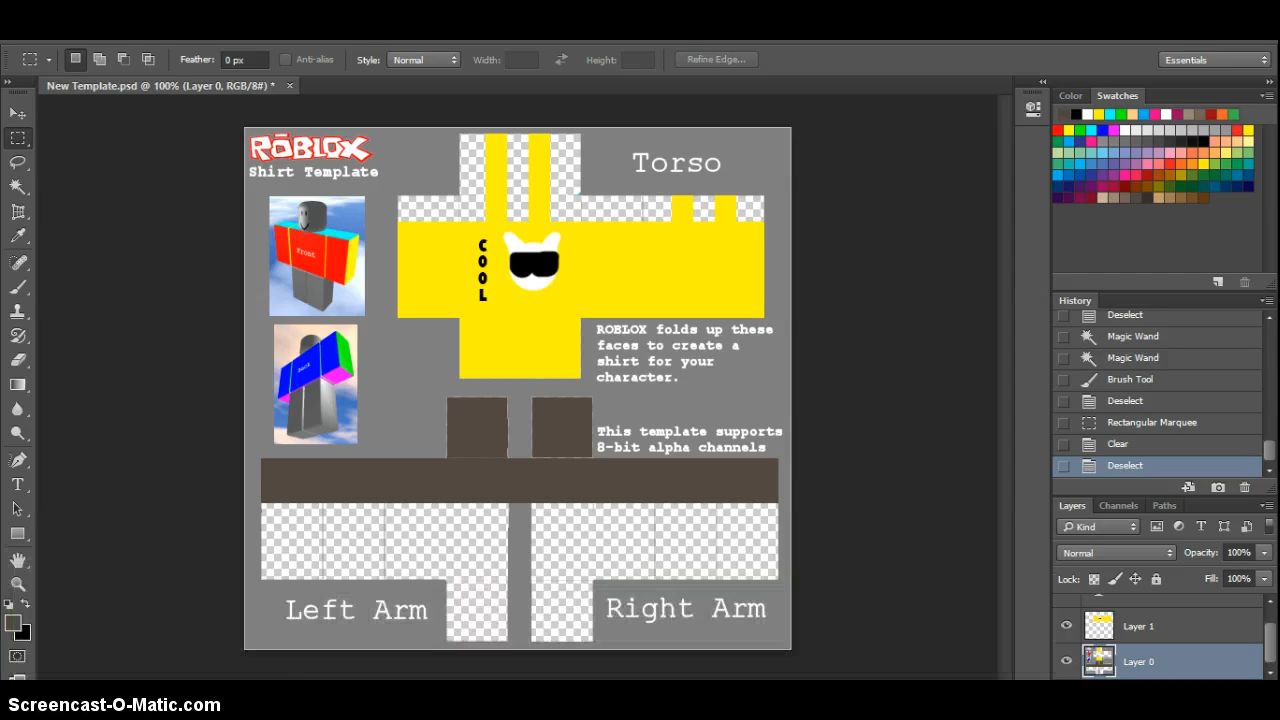 Feather: 0 px Anti-alias Style: Normal Width: Height: Refine Edge... Essentials
New Template.psd @ 100% (Layer 0, RGB/8#) * ×
Color Swatches
ROBLOX
Shirt Template
Torso
Front
COOL
Back
ROBLOX folds up these
faces to create a
shirt for your
character.
This template supports
8-bit alpha channels
Left Arm
Right Arm
History
Deselect
Magic Wand
Magic Wand
Brush Tool
Deselect
Rectangular Marquee
Clear
Deselect
Layers Channels Paths
Kind
Normal Opacity: 100%
Lock: Fill: 100%
Layer 1
Layer 0
Screencast-O-Matic.com